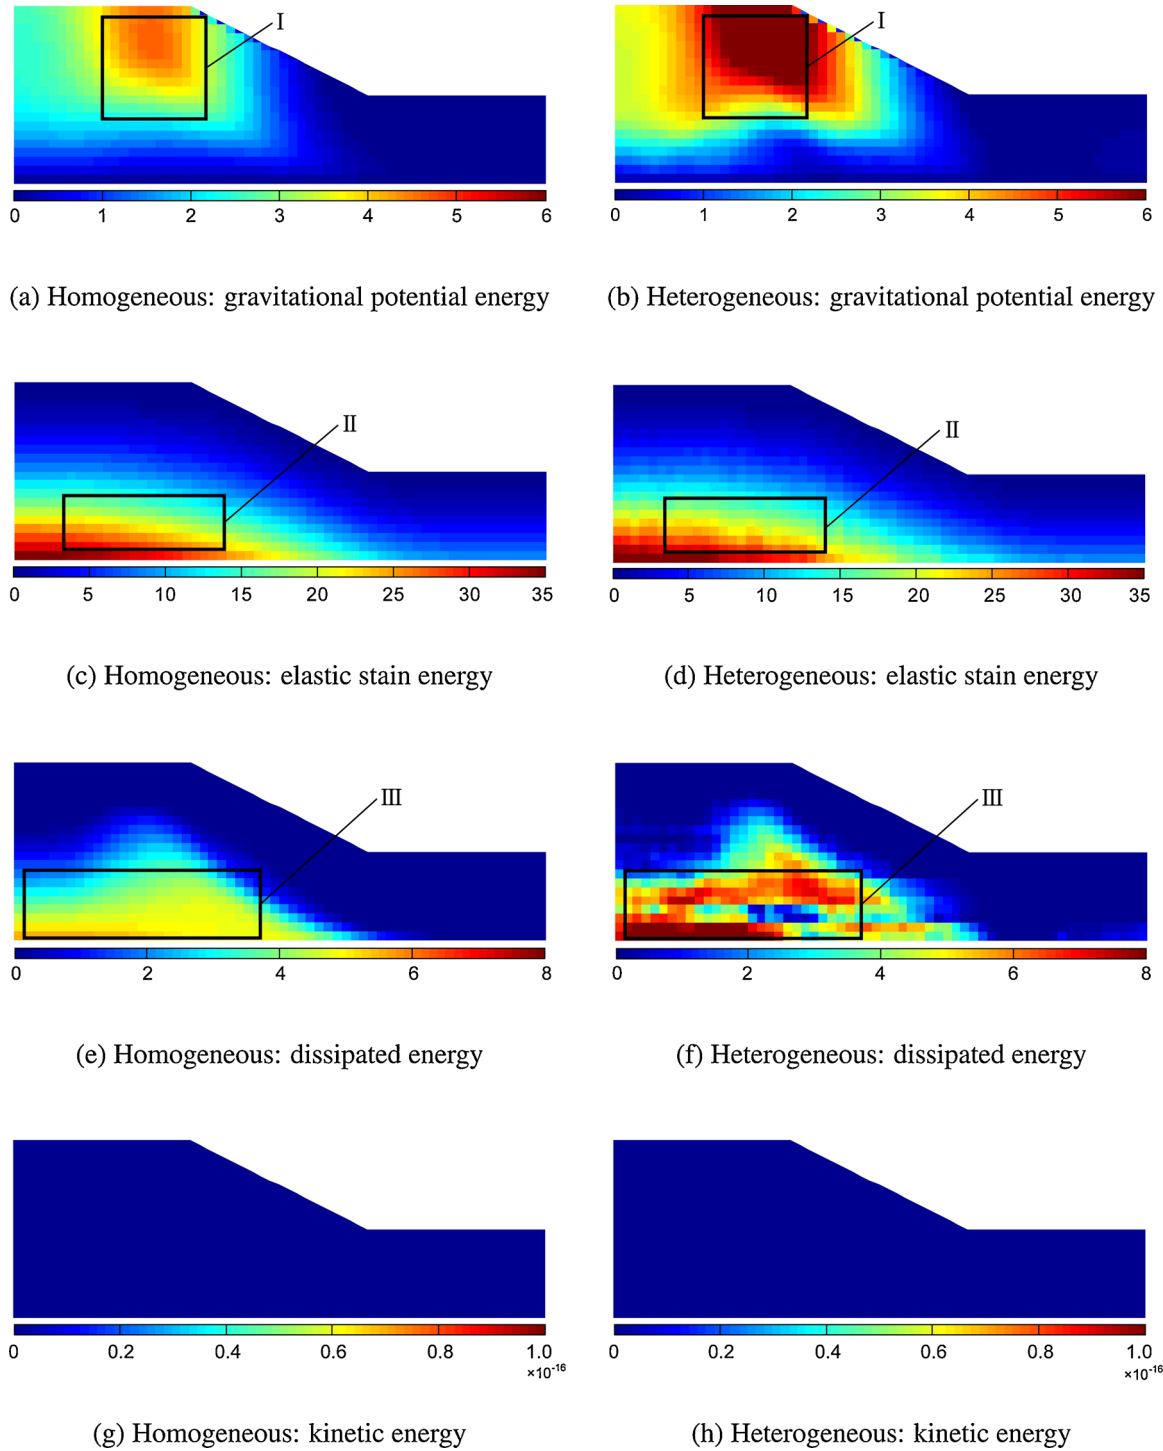 I
I
0 1 2 3 4 5 6
0 1 2 3 4 5 6
(a) Homogeneous: gravitational potential energy
(b) Heterogeneous: gravitational potential energy
II
II
0 5 10 15 20 25 30 35
0 5 10 15 20 25 30 35
(c) Homogeneous: elastic stain energy
(d) Heterogeneous: elastic stain energy
III
III
0 2 4 6 8
0 2 4 6 8
(e) Homogeneous: dissipated energy
(f) Heterogeneous: dissipated energy
0 0.2 0.4 0.6 0.8 1.0
×10-16
0 0.2 0.4 0.6 0.8 1.0
×10-16
(g) Homogeneous: kinetic energy
(h) Heterogeneous: kinetic energy